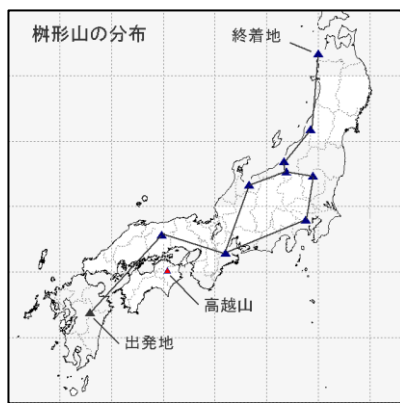 桝形山の分布
終着地
高越山
出発地